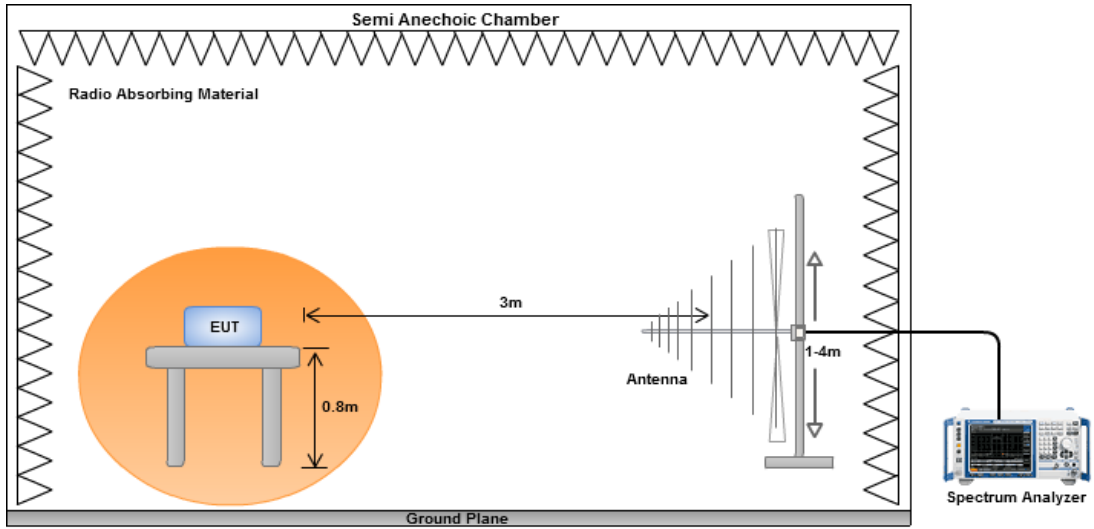 Semi Anechoic Chamber
Radio Absorbing Material
3m
EUT
1-4m
Antenna
0.8m
Spectrum Analyzer
Ground Plane